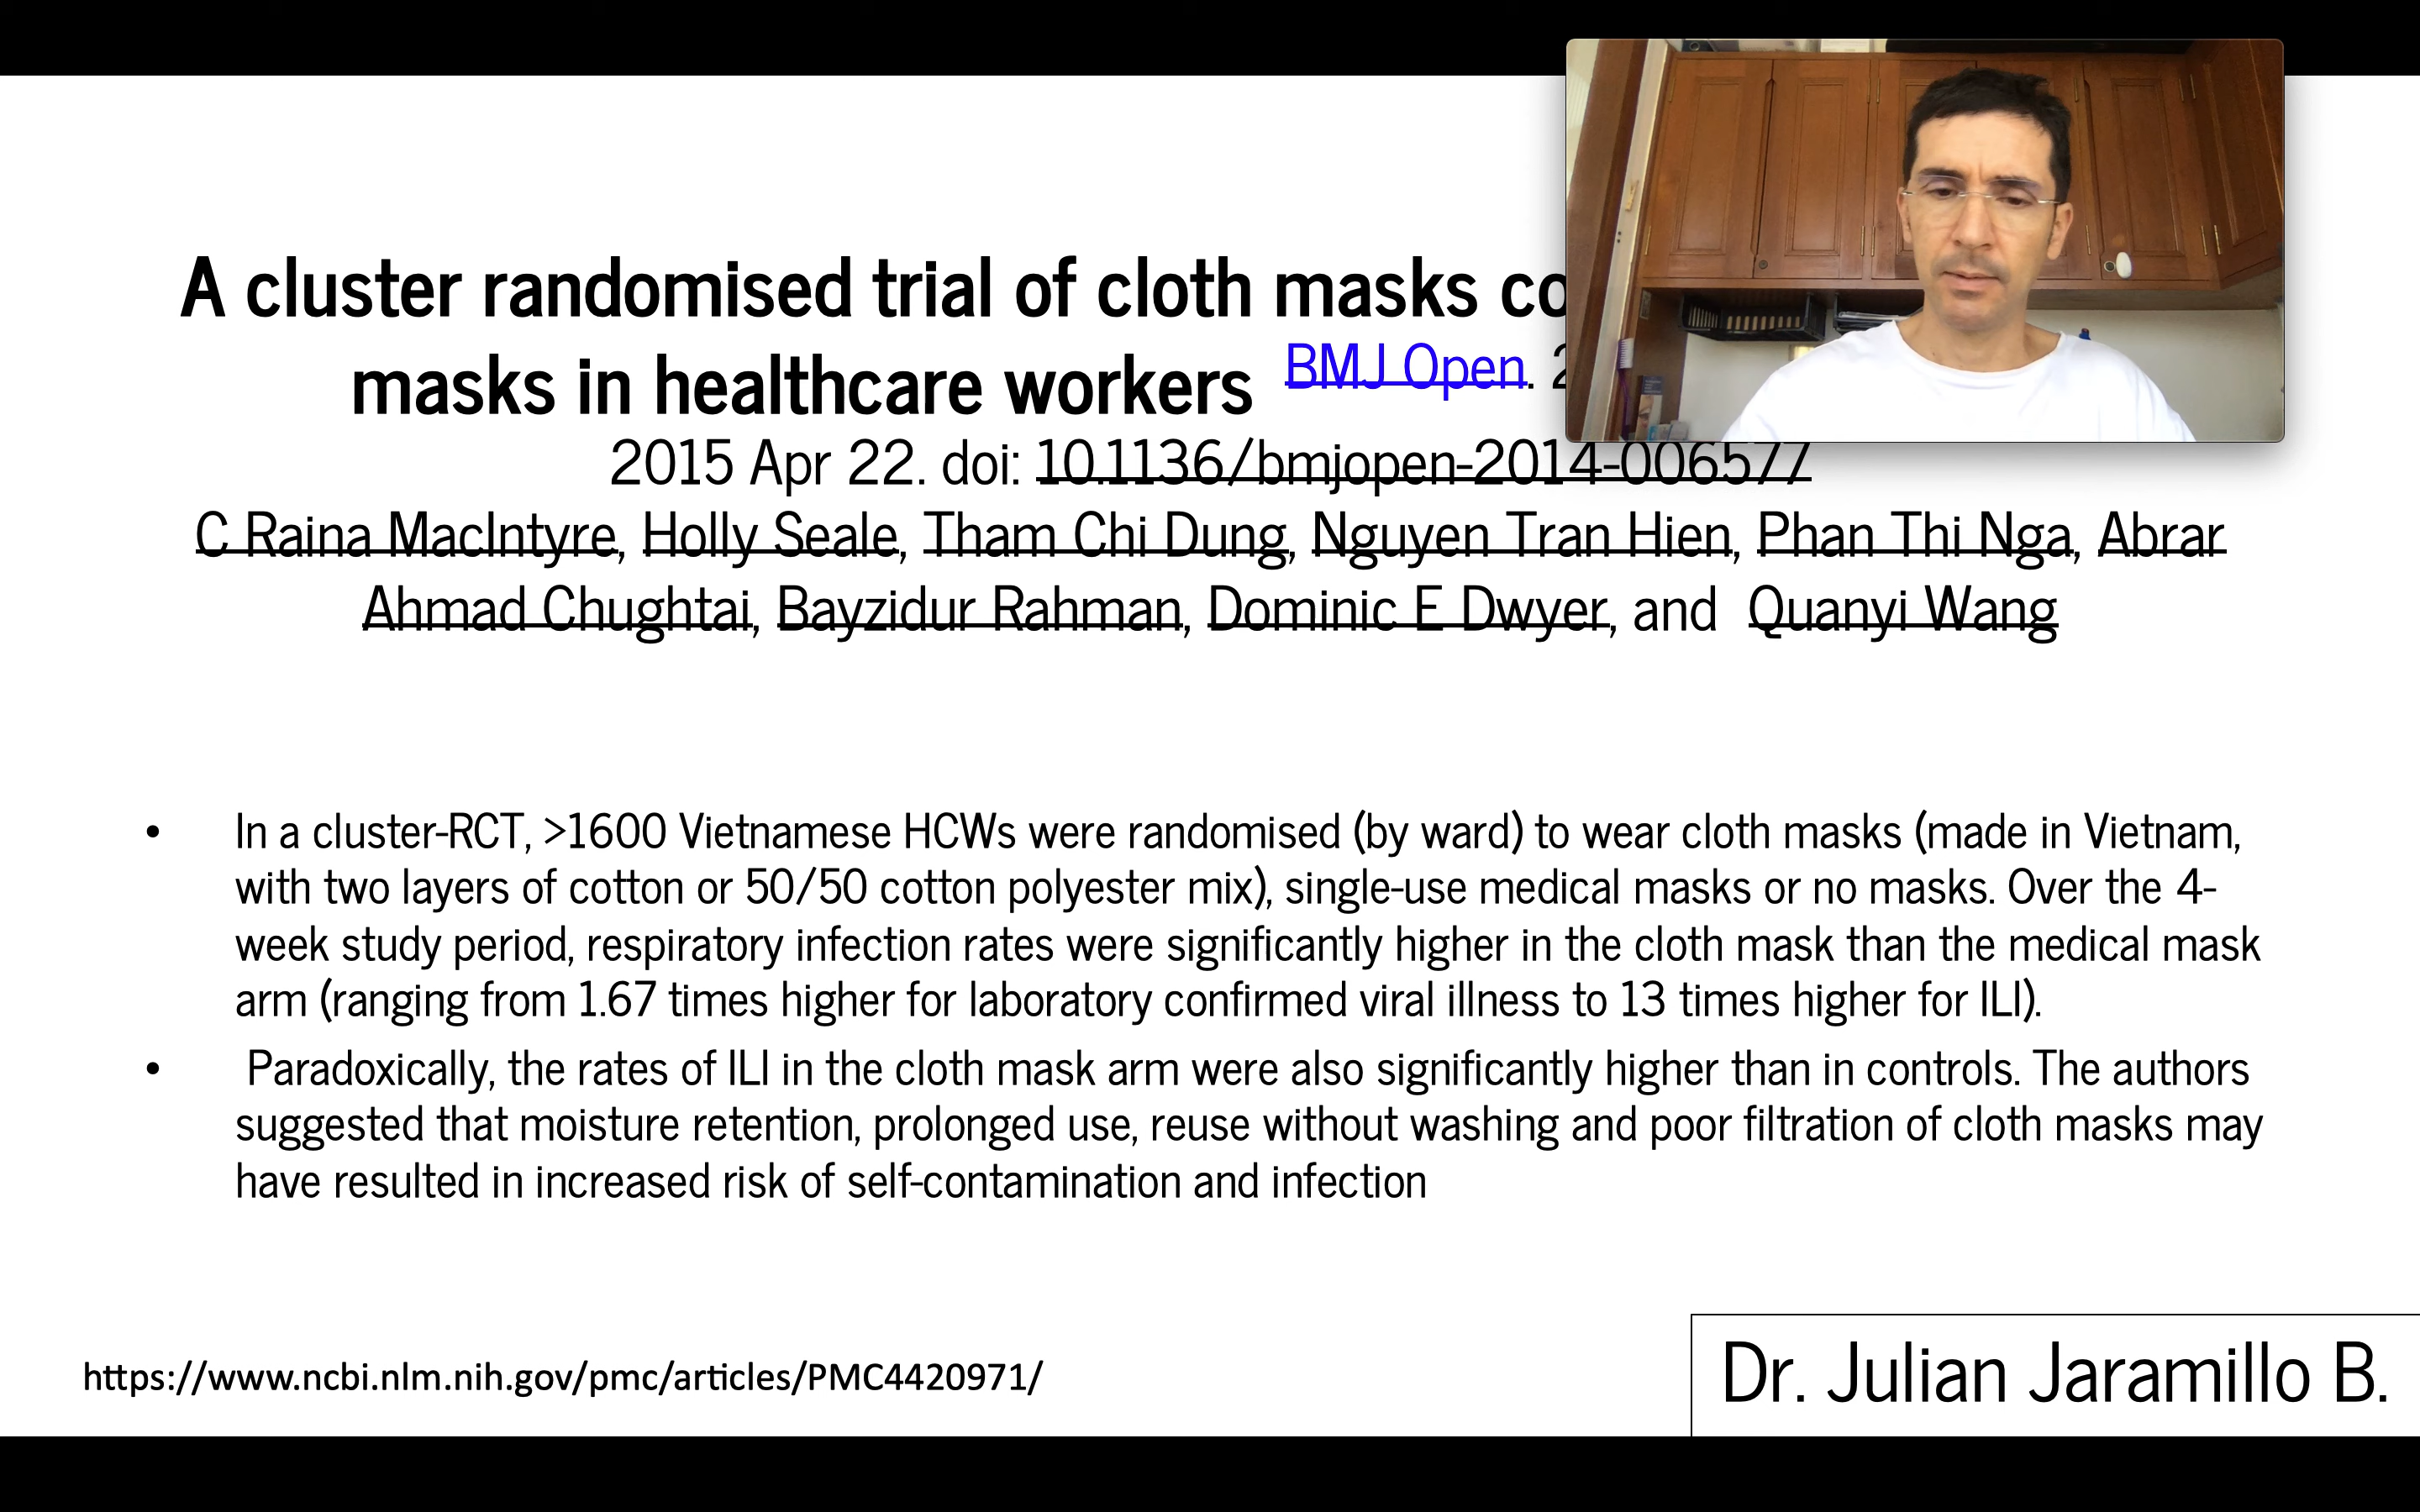 A cluster randomised trial of cloth masks
masks in healthcare workers BMJ Open.
2015 Apr 22. doi: 10.1136/bmjopen-2014-006577
C Raina MacIntyre, Holly Seale, Tham Chi Dung, Nguyen Tran Hien, Phan Thi Nga, Abrar
Ahmad Chughtai, Bayzidur Rahman, Dominic E Dwyer, and Quanyi Wang
• In a cluster-RCT, >1600 Vietnamese HCWs were randomised (by ward) to wear cloth masks (made in Vietnam,
with two layers of cotton or 50/50 cotton polyester mix), single-use medical masks or no masks. Over the 4-
week study period, respiratory infection rates were significantly higher in the cloth mask than the medical mask
arm (ranging from 1.67 times higher for laboratory confirmed viral illness to 13 times higher for ILI).
• Paradoxically, the rates of ILI in the cloth mask arm were also significantly higher than in controls. The authors
suggested that moisture retention, prolonged use, reuse without washing and poor filtration of cloth masks may
have resulted in increased risk of self-contamination and infection
https://www.ncbi.nlm.nih.gov/pmc/articles/PMC4420971/
Dr. Julian Jaramillo B.